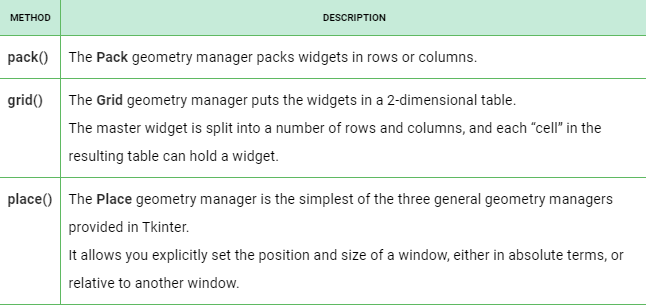 METHOD DESCRIPTION
pack() The Pack geometry manager packs widgets in rows or columns.
grid() The Grid geometry manager puts the widgets in a 2-dimensional table.
The master widget is split into a number of rows and columns, and each “cell” in the
resulting table can hold a widget.
place() The Place geometry manager is the simplest of the three general geometry managers
provided in Tkinter.
It allows you explicitly set the position and size of a window, either in absolute terms, or
relative to another window.